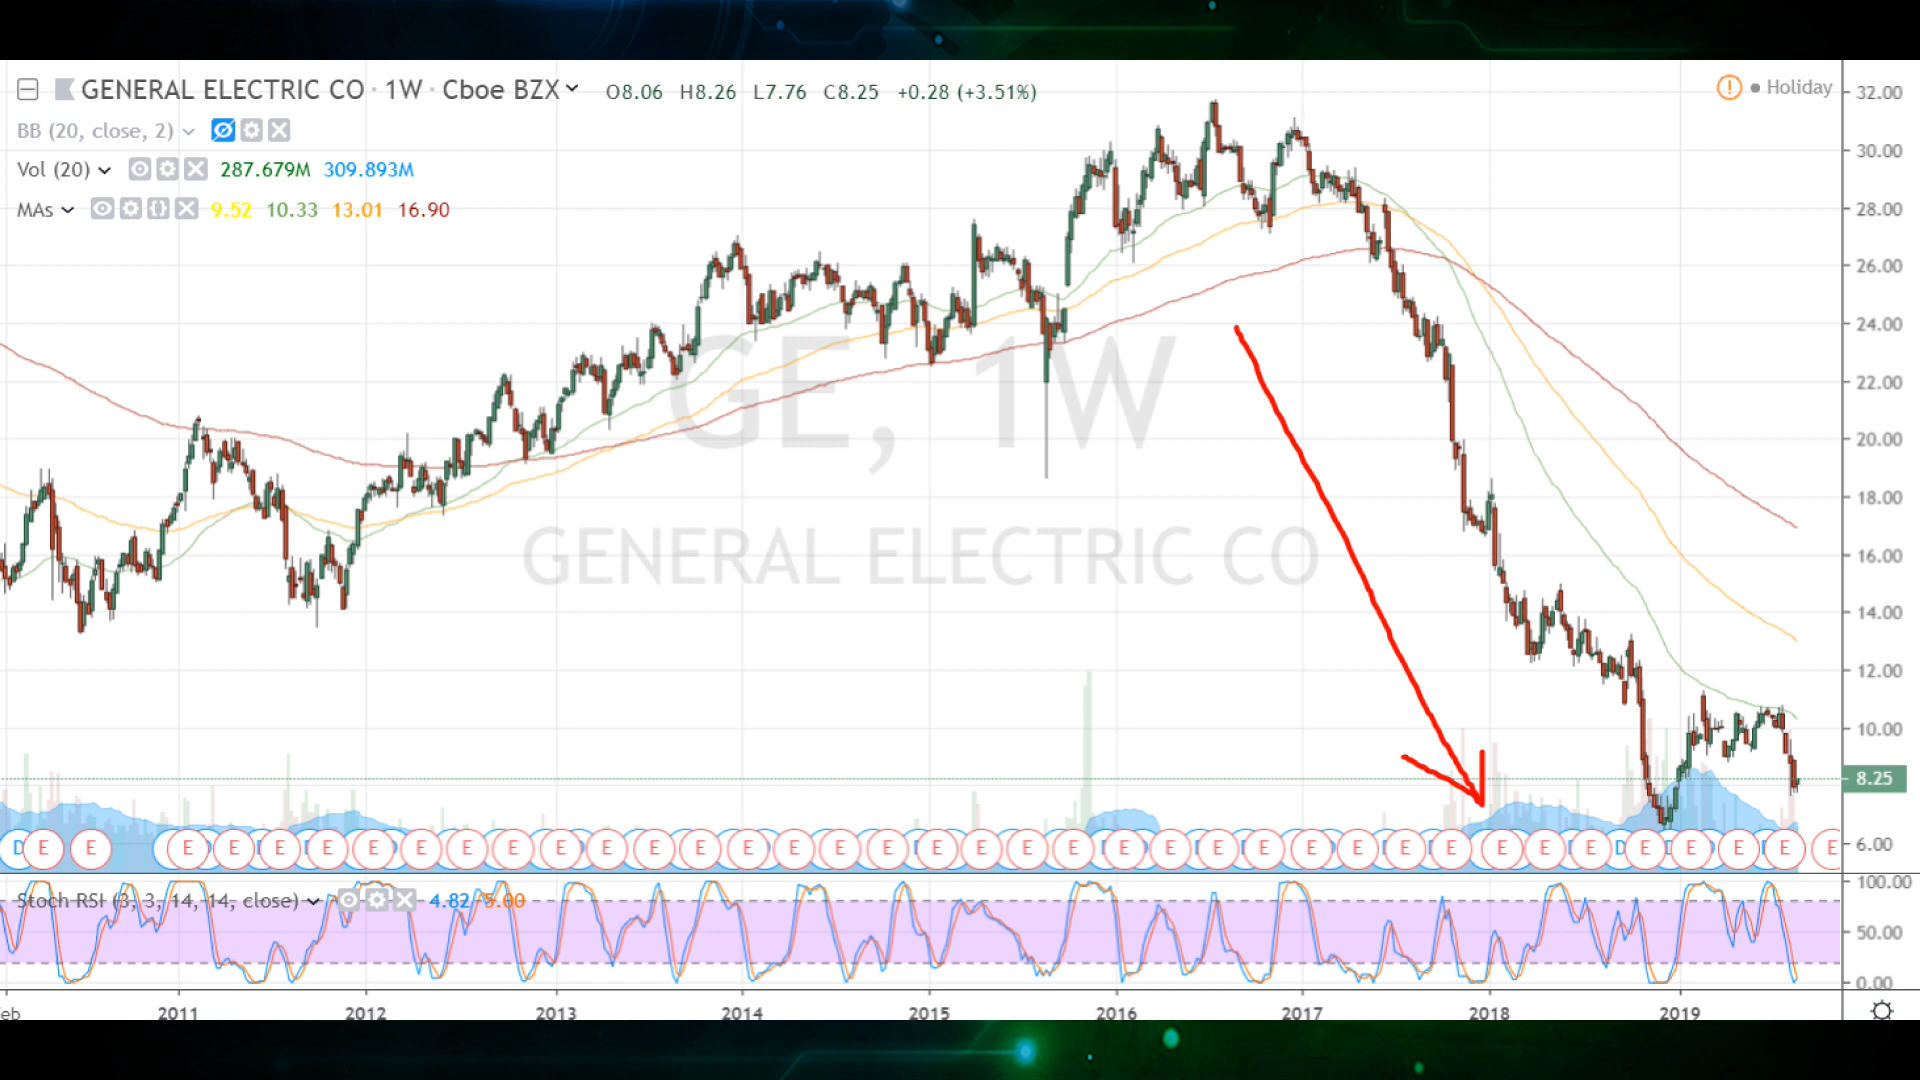 GENERAL ELECTRIC CO · 1W · Cboe BZX O8.06 H8.26 L7.76 C8.25 +0.28 (+3.51%)
! Holiday
BB (20, close, 2)
Vol (20) 287.679M 309.893M
MAs 9.52 10.33 13.01 16.90
GE, 1W
GENERAL ELECTRIC CO
32.00
30.00
28.00
26.00
24.00
22.00
20.00
18.00
16.00
14.00
12.00
10.00
8.25
6.00
D E E E E E E E E E E E E E E E E E E E E E E E E E E E E E E E E E D E D E E E E
Stoch RSI (3, 3, 14, 14, close) 4.82 5.00
100.00
50.00
0.00
eb 2011 2012 2013 2014 2015 2016 2017 2018 2019